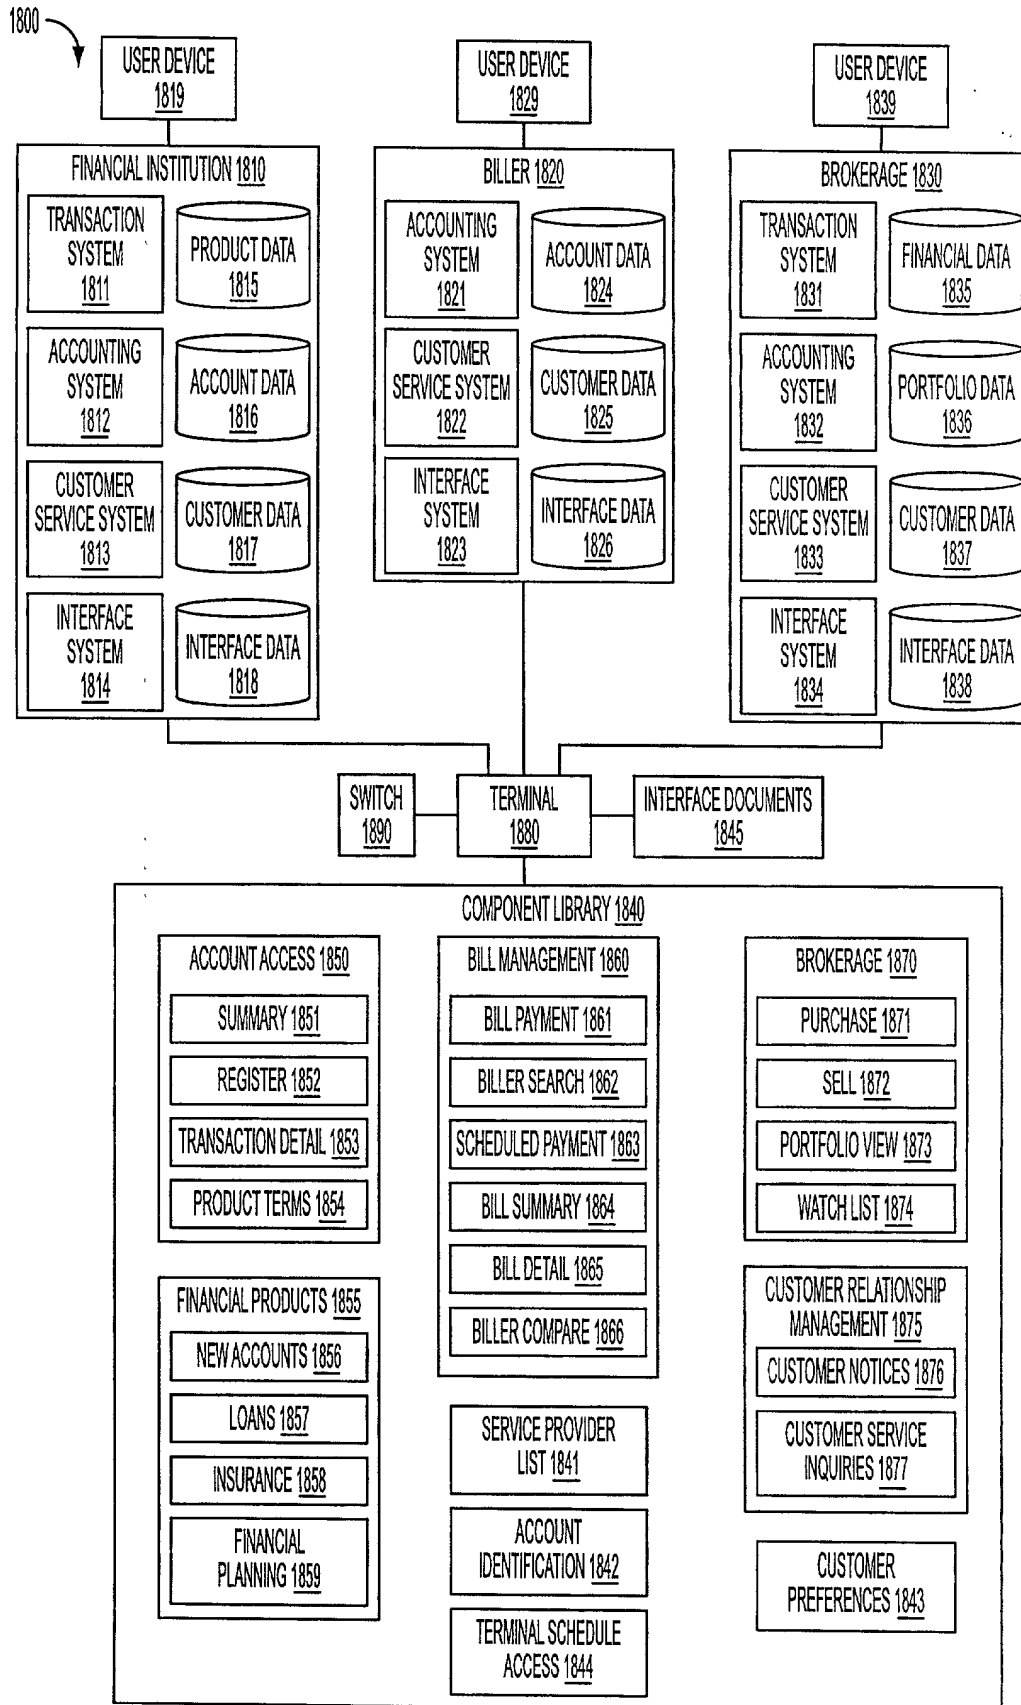 1800
USER DEVICE
1819
USER DEVICE
1829
USER DEVICE
1839
FINANCIAL INSTITUTION 1810
TRANSACTION
SYSTEM
1811
PRODUCT DATA
1815
ACCOUNTING
SYSTEM
1812
ACCOUNT DATA
1816
CUSTOMER
SERVICE SYSTEM
1813
CUSTOMER DATA
1817
INTERFACE
SYSTEM
1814
INTERFACE DATA
1818
BILLER 1820
ACCOUNTING
SYSTEM
1821
ACCOUNT DATA
1824
CUSTOMER
SERVICE SYSTEM
1822
CUSTOMER DATA
1825
INTERFACE
SYSTEM
1823
INTERFACE DATA
1826
BROKERAGE 1830
TRANSACTION
SYSTEM
1831
FINANCIAL DATA
1835
ACCOUNTING
SYSTEM
1832
PORTFOLIO DATA
1836
CUSTOMER
SERVICE SYSTEM
1833
CUSTOMER DATA
1837
INTERFACE
SYSTEM
1834
INTERFACE DATA
1838
SWITCH
1890
TERMINAL
1880
INTERFACE DOCUMENTS
1845
COMPONENT LIBRARY 1840
ACCOUNT ACCESS 1850
SUMMARY 1851
REGISTER 1852
TRANSACTION DETAIL 1853
PRODUCT TERMS 1854
FINANCIAL PRODUCTS 1855
NEW ACCOUNTS 1856
LOANS 1857
INSURANCE 1858
FINANCIAL
PLANNING 1859
BILL MANAGEMENT 1860
BILL PAYMENT 1861
BILLER SEARCH 1862
SCHEDULED PAYMENT 1863
BILL SUMMARY 1864
BILL DETAIL 1865
BILLER COMPARE 1866
SERVICE PROVIDER
LIST 1841
ACCOUNT
IDENTIFICATION 1842
TERMINAL SCHEDULE
ACCESS 1844
BROKERAGE 1870
PURCHASE 1871
SELL 1872
PORTFOLIO VIEW 1873
WATCH LIST 1874
CUSTOMER RELATIONSHIP
MANAGEMENT 1875
CUSTOMER NOTICES 1876
CUSTOMER SERVICE
INQUIRIES 1877
CUSTOMER
PREFERENCES 1843